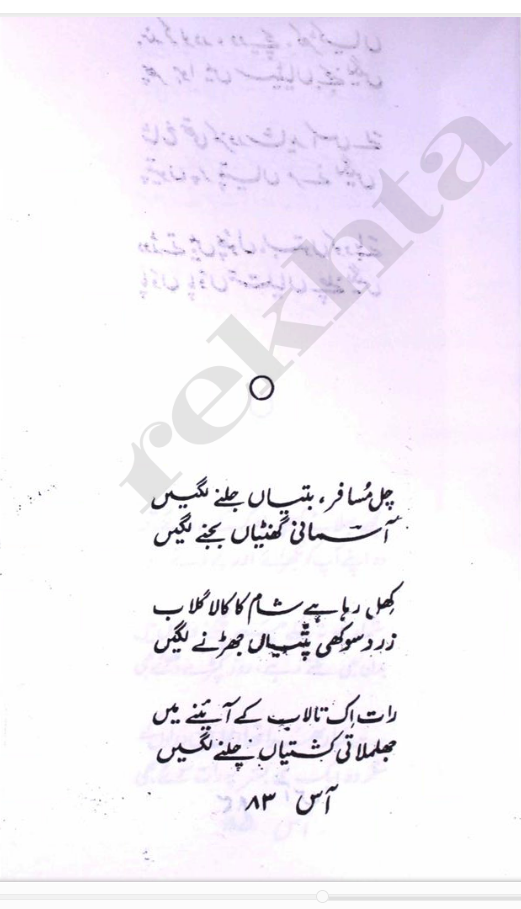 rekhta
چل مُسافر، بتیاں جلنے لگیں
آسمانی گھنٹیاں بجنے لگیں
کھل رہا ہے شام کا کالا گلاب
زرد سوکھی پتّیاں جھڑنے لگیں
رات اِک تالاب کے آئینے میں
جھلملاتی کشتیاں چلنے لگیں
آس ۸۳